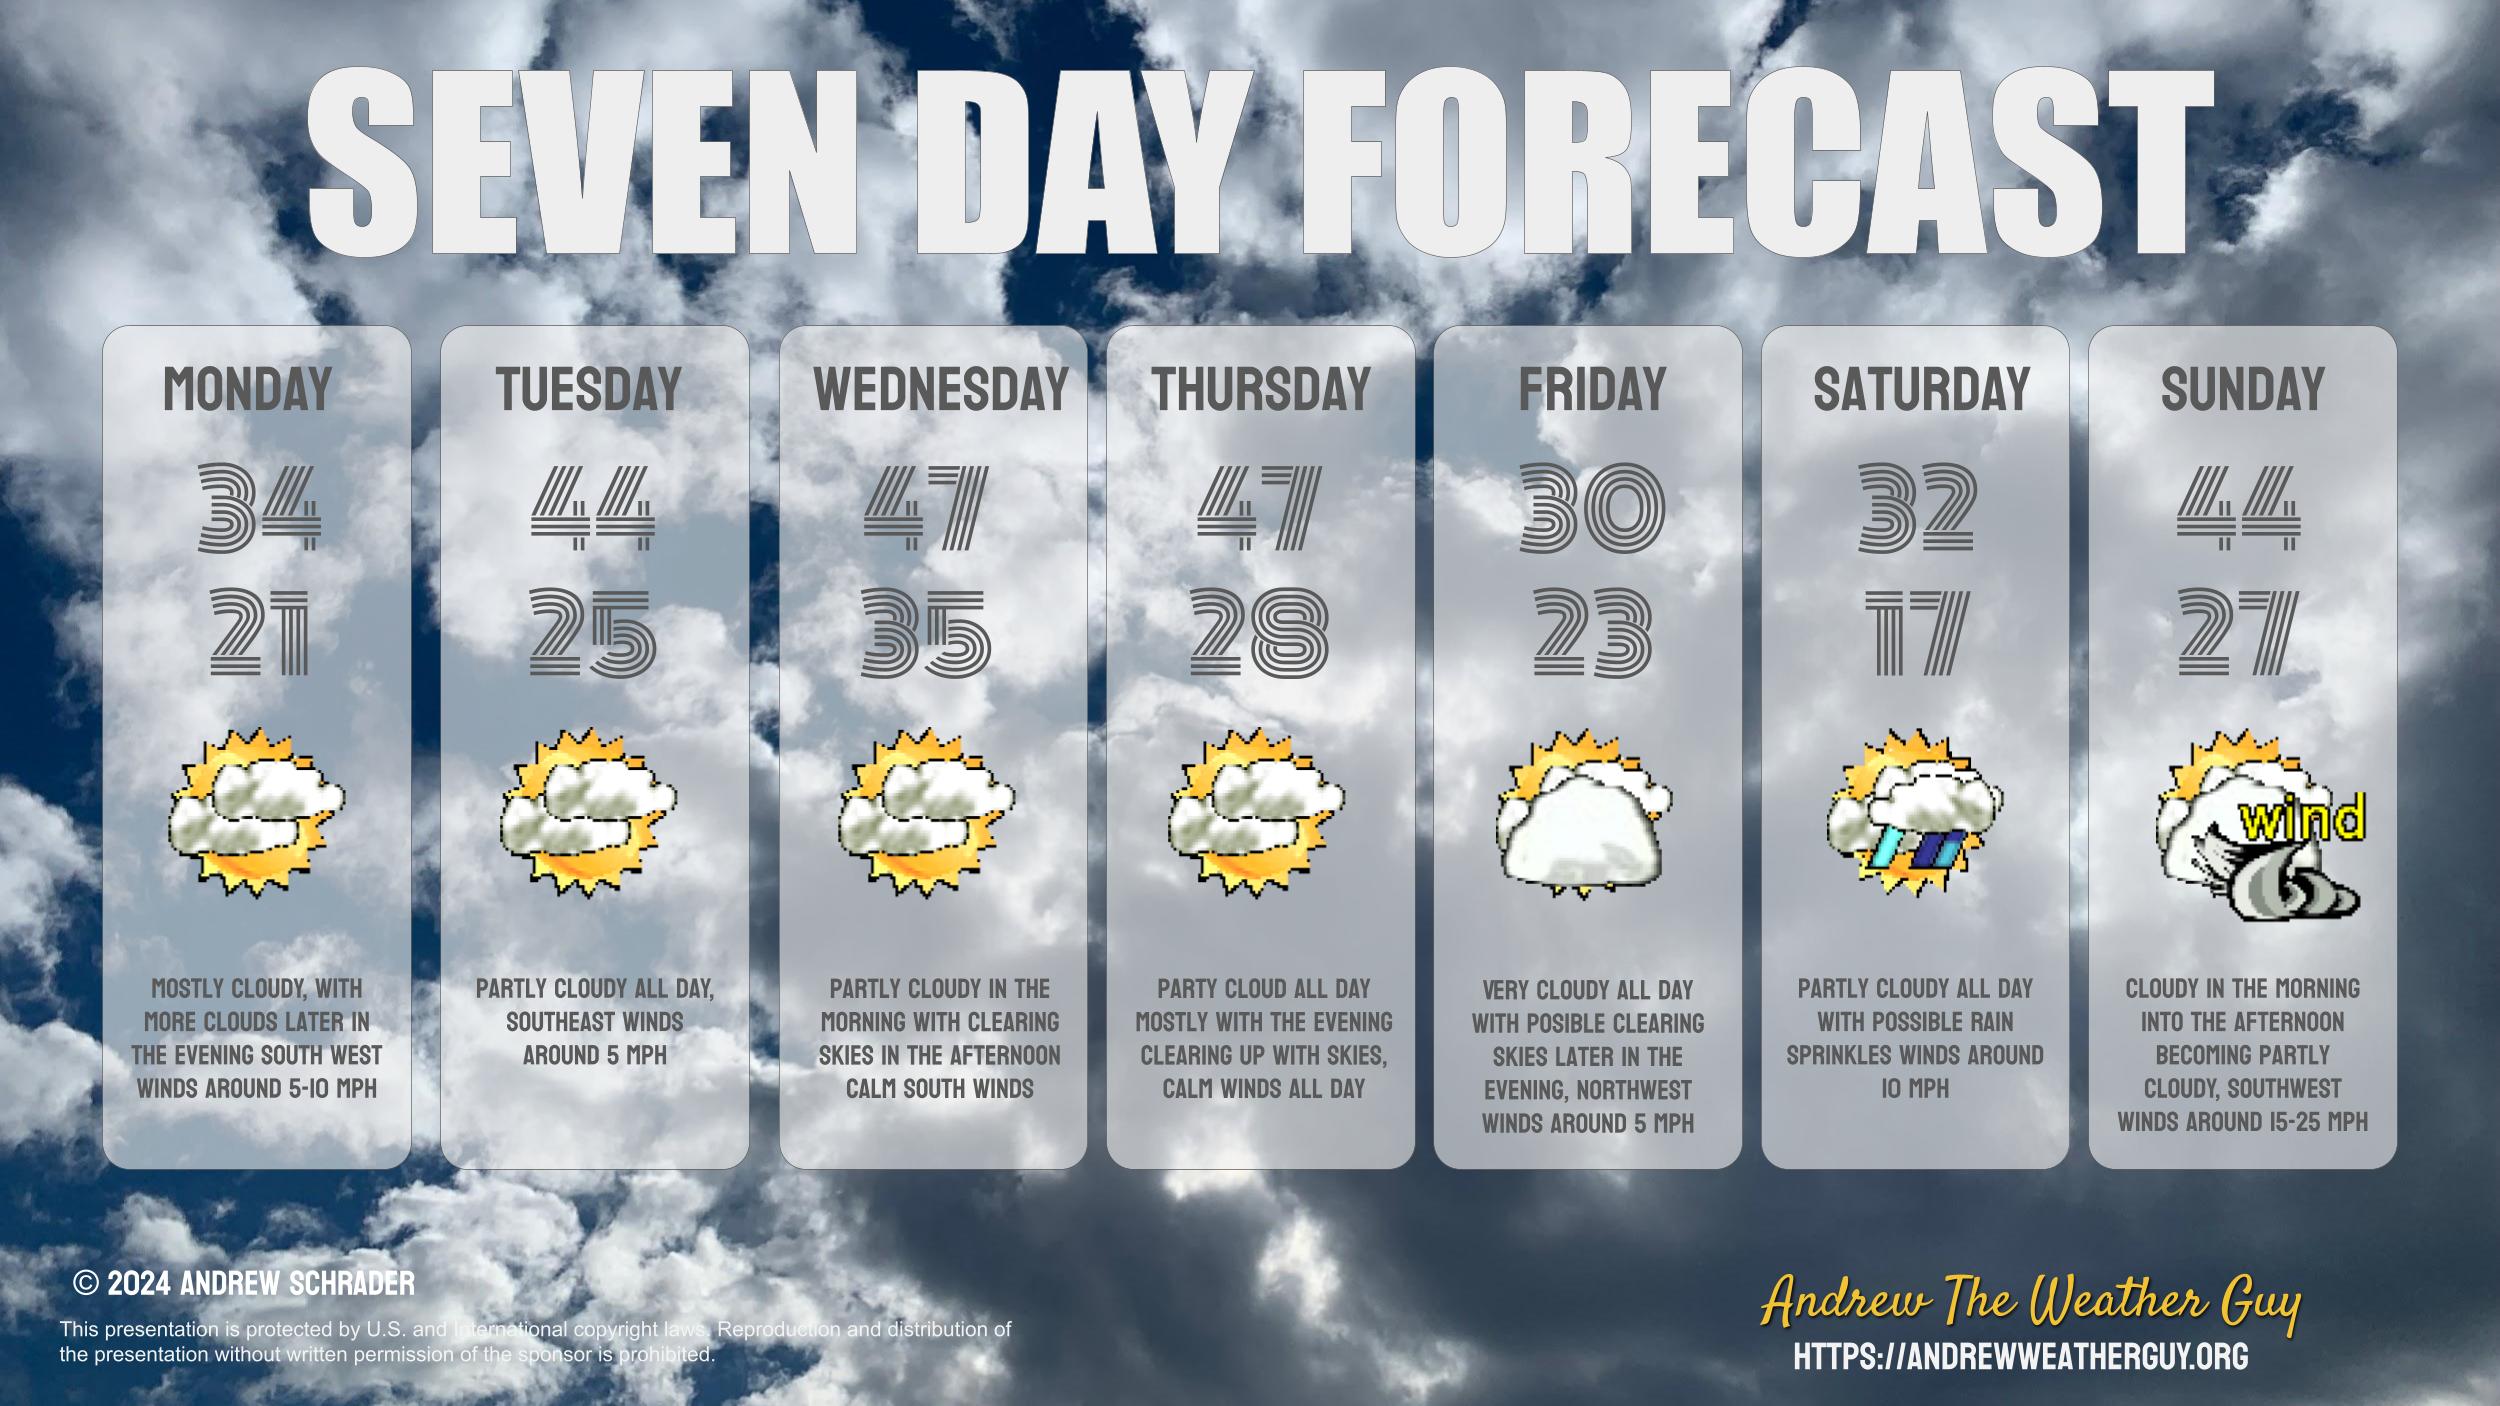 SEVEN DAY FORECAST
MONDAY
34
21
MOSTLY CLOUDY, WITH
MORE CLOUDS LATER IN
THE EVENING SOUTH WEST
WINDS AROUND 5-10 MPH
TUESDAY
44
25
PARTLY CLOUDY ALL DAY,
SOUTHEAST WINDS
AROUND 5 MPH
WEDNESDAY
47
35
PARTLY CLOUDY IN THE
MORNING WITH CLEARING
SKIES IN THE AFTERNOON
CALM SOUTH WINDS
THURSDAY
47
28
PARTY CLOUD ALL DAY
MOSTLY WITH THE EVENING
CLEARING UP WITH SKIES,
CALM WINDS ALL DAY
FRIDAY
30
23
VERY CLOUDY ALL DAY
WITH POSIBLE CLEARING
SKIES LATER IN THE
EVENING, NORTHWEST
WINDS AROUND 5 MPH
SATURDAY
32
17
PARTLY CLOUDY ALL DAY
WITH POSSIBLE RAIN
SPRINKLES WINDS AROUND
10 MPH
SUNDAY
44
27
wind
CLOUDY IN THE MORNING
INTO THE AFTERNOON
BECOMING PARTLY
CLOUDY, SOUTHWEST
WINDS AROUND 15-25 MPH
© 2024 ANDREW SCHRADER
This presentation is protected by U.S. and International copyright laws. Reproduction and distribution of
the presentation without written permission of the sponsor is prohibited.
Andrew The Weather Guy
HTTPS://ANDREWWEATHERGUY.ORG